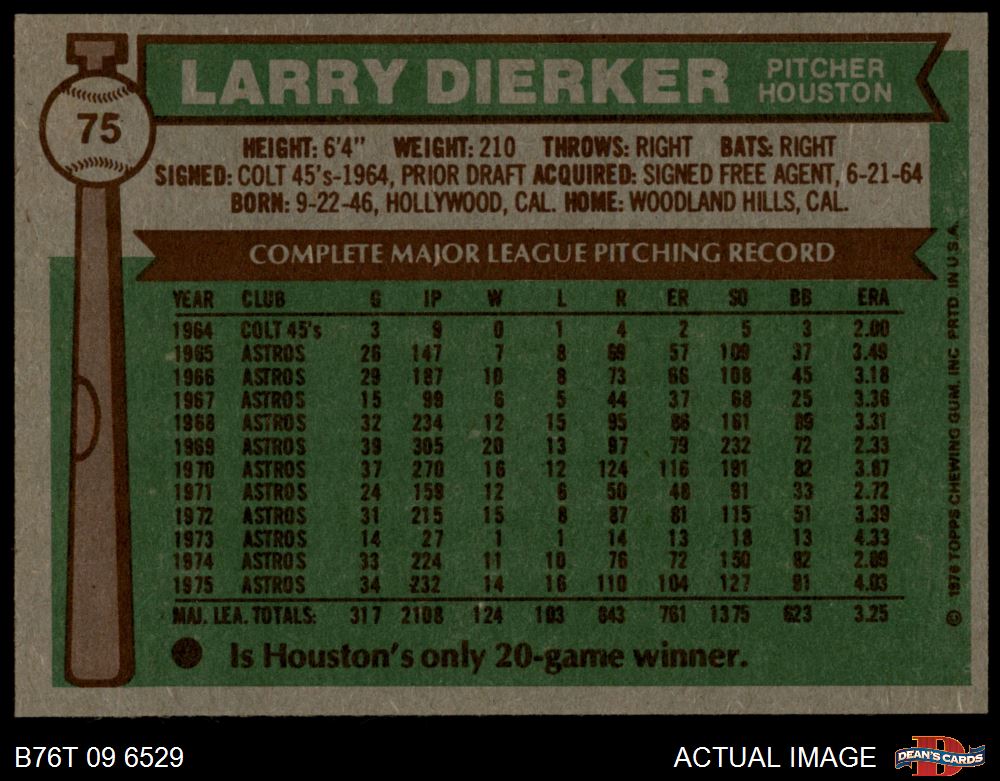 75
LARRY DIERKER
PITCHER
HOUSTON
HEIGHT: 6'4" WEIGHT: 210 THROWS: RIGHT BATS: RIGHT
SIGNED: COLT 45's-1964, PRIOR DRAFT ACQUIRED: SIGNED FREE AGENT, 6-21-64
BORN: 9-22-46, HOLLYWOOD, CAL. HOME: WOODLAND HILLS, CAL.
COMPLETE MAJOR LEAGUE PITCHING RECORD
YEAR CLUB G IP W L R ER SO BB ERA
1964 COLT 45's 3 9 0 1 4 2 5 3 2.00
1965 ASTROS 26 147 7 8 69 57 109 37 3.49
1966 ASTROS 29 187 10 8 73 66 108 45 3.18
1967 ASTROS 15 99 6 5 44 37 68 25 3.36
1968 ASTROS 32 234 12 15 95 86 161 89 3.31
1969 ASTROS 39 305 20 13 97 79 232 72 2.33
1970 ASTROS 37 270 16 12 124 116 191 82 3.87
1971 ASTROS 24 159 12 6 50 48 91 33 2.72
1972 ASTROS 31 215 15 8 87 81 115 51 3.39
1973 ASTROS 14 27 1 1 14 13 18 13 4.33
1974 ASTROS 33 224 11 10 76 72 150 82 2.89
1975 ASTROS 34 232 14 16 110 104 127 91 4.03
MAJ. LEA. TOTALS: 317 2108 124 103 843 761 1375 623 3.25
Is Houston's only 20-game winner.
© 1976 TOPPS CHEWING GUM, INC. PRTD. IN U.S.A.
B76T 09 6529
ACTUAL IMAGE
D
DEAN'S CARDS